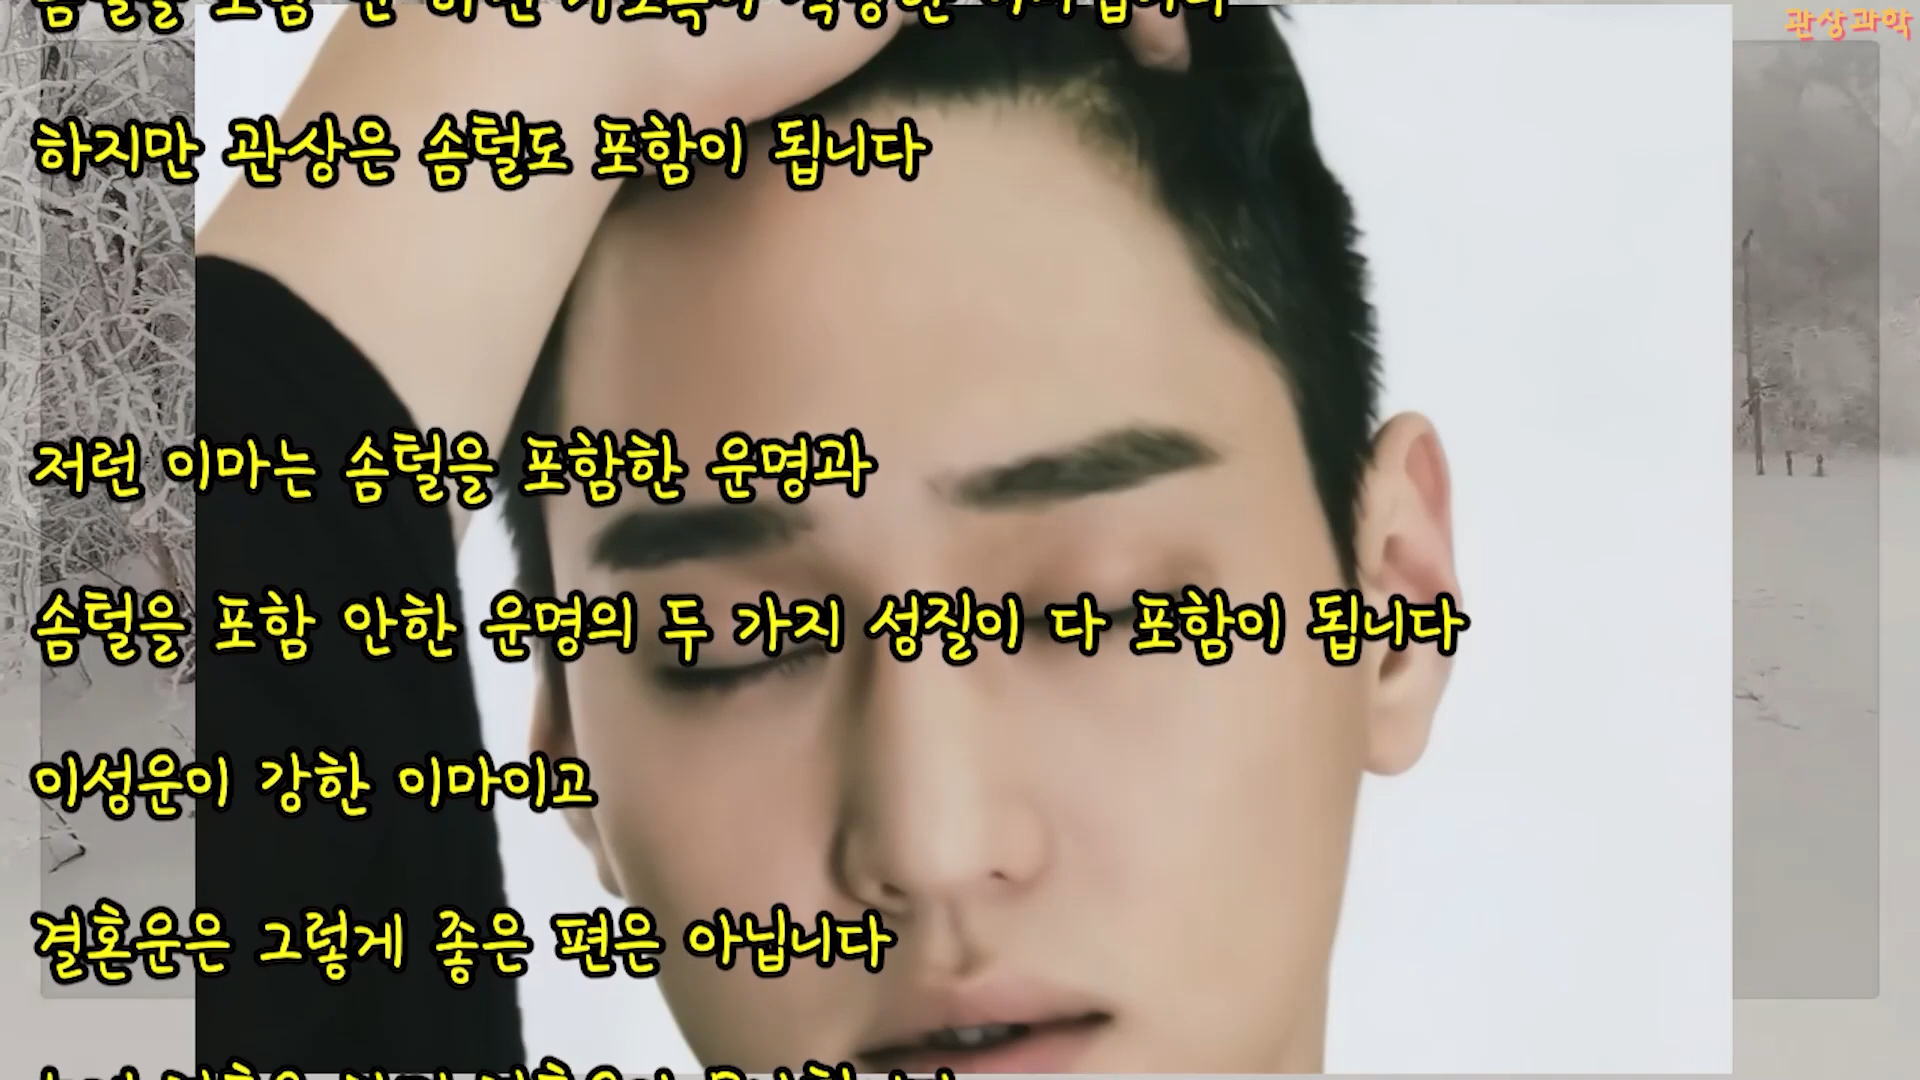 관상과학
하지만 관상은 솜털도 포함이 됩니다
저런 이마는 솜털을 포함한 운명과
솜털을 포함 안한 운명의 두 가지 성질이 다 포함이 됩니다
이성운이 강한 이마이고
결혼운은 그렇게 좋은 편은 아닙니다